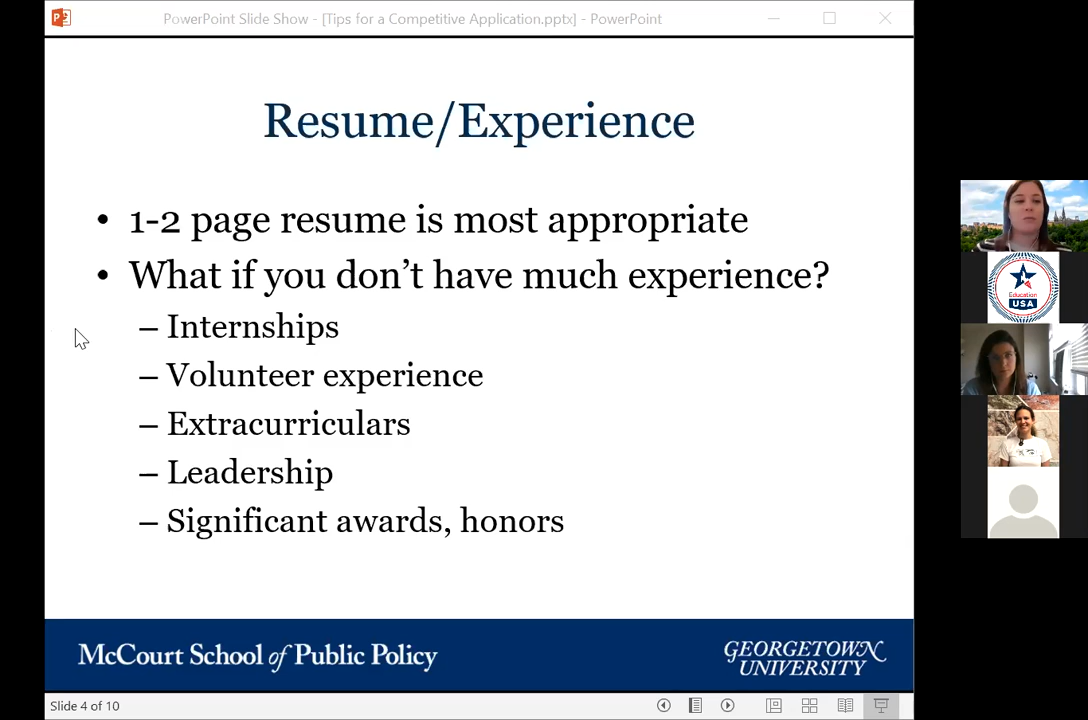 PowerPoint Slide Show - [Tips for a Competitive Application.pptx] - PowerPoint
Resume/Experience
• 1-2 page resume is most appropriate
• What if you don't have much experience?
– Internships
– Volunteer experience
– Extracurriculars
– Leadership
– Significant awards, honors
Education
USA
McCourt School of Public Policy
GEORGETOWN
UNIVERSITY
Slide 4 of 10